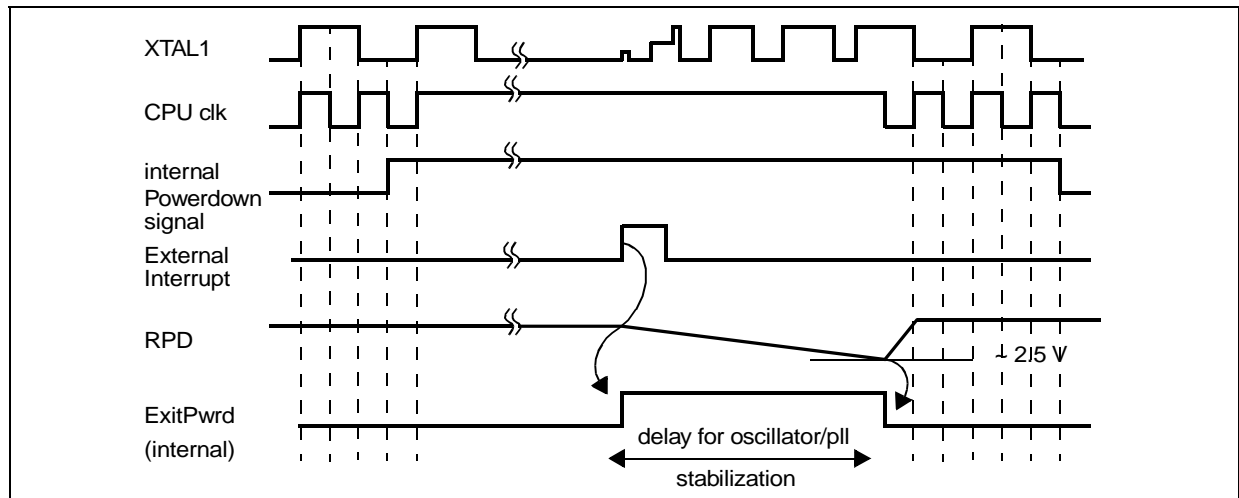 XTAL1
CPU clk
internal
Powerdown
signal
External
Interrupt
RPD
~ 2.5 V
ExitPwrd
(internal)
delay for oscillator/pll
stabilization